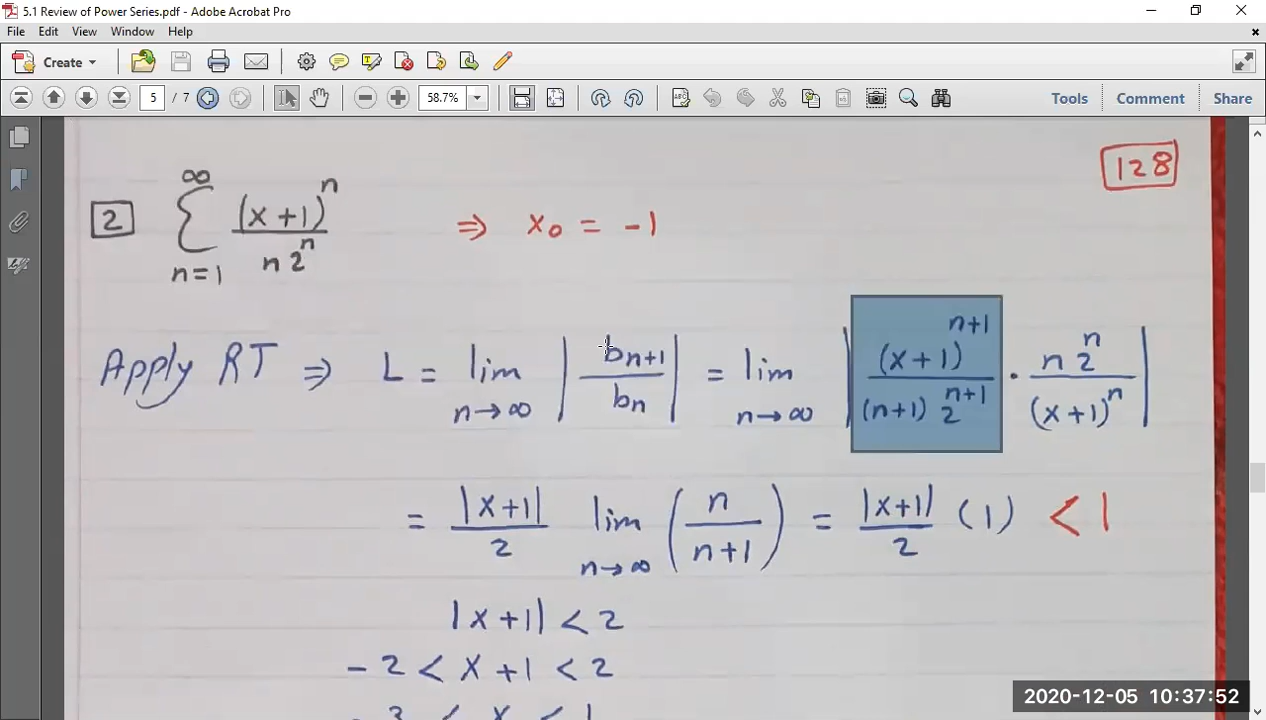 5.1 Review of Power Series.pdf - Adobe Acrobat Pro
File Edit View Window Help
Create
5 / 7 58.7% Tools Comment Share
128
2 ∑_{n=1}^{∞} (x+1)^n / (n 2^n) ⇒ x₀ = -1
Apply RT ⇒ L = lim_{n→∞} | b_{n+1} / b_n | = lim_{n→∞} | (x+1)^{n+1} / ((n+1) 2^{n+1}) · n 2^n / (x+1)^n |
= |x+1| / 2 lim_{n→∞} ( n / (n+1) ) = |x+1| / 2 (1) < 1
|x+1| < 2
-2 < x+1 < 2
-3 < x < 1
2020-12-05 10:37:52